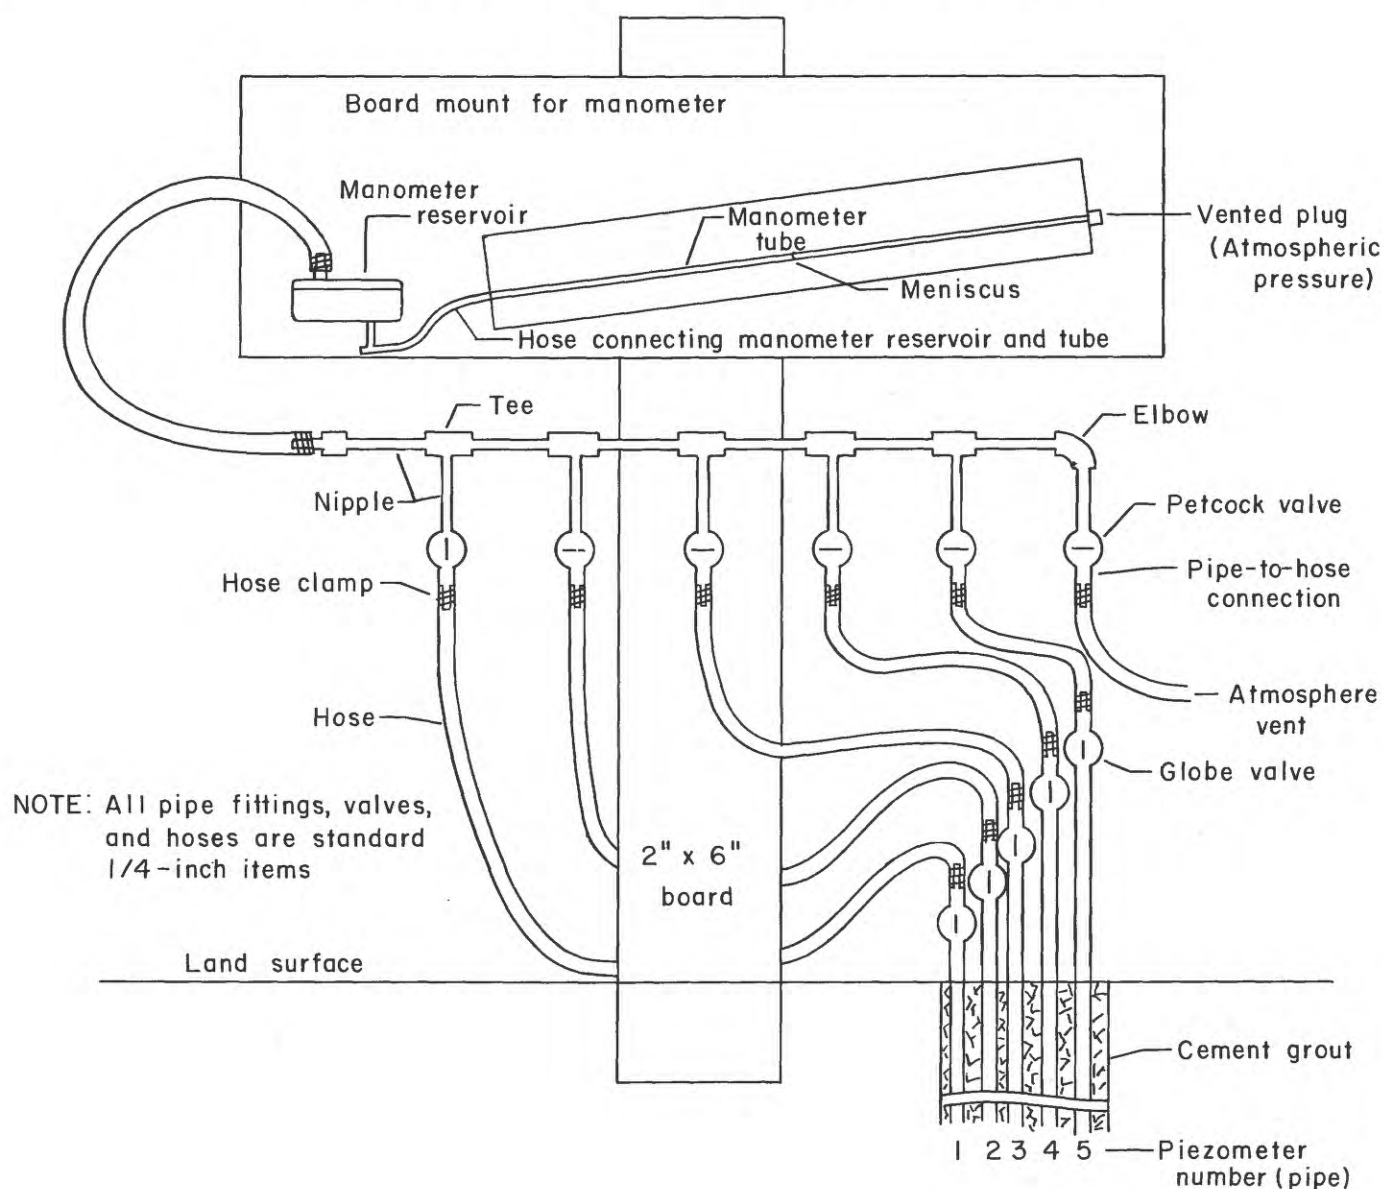 Board mount for manometer
Manometer
reservoir
Manometer
tube
Vented plug
(Atmospheric
pressure)
Meniscus
Hose connecting manometer reservoir and tube
Tee
Elbow
Nipple
Petcock valve
Hose clamp
Pipe-to-hose
connection
Hose
Atmosphere
vent
Globe valve
NOTE: All pipe fittings, valves,
and hoses are standard
1/4-inch items
2" x 6"
board
Land surface
Cement grout
1 2 3 4 5
Piezometer
number (pipe)